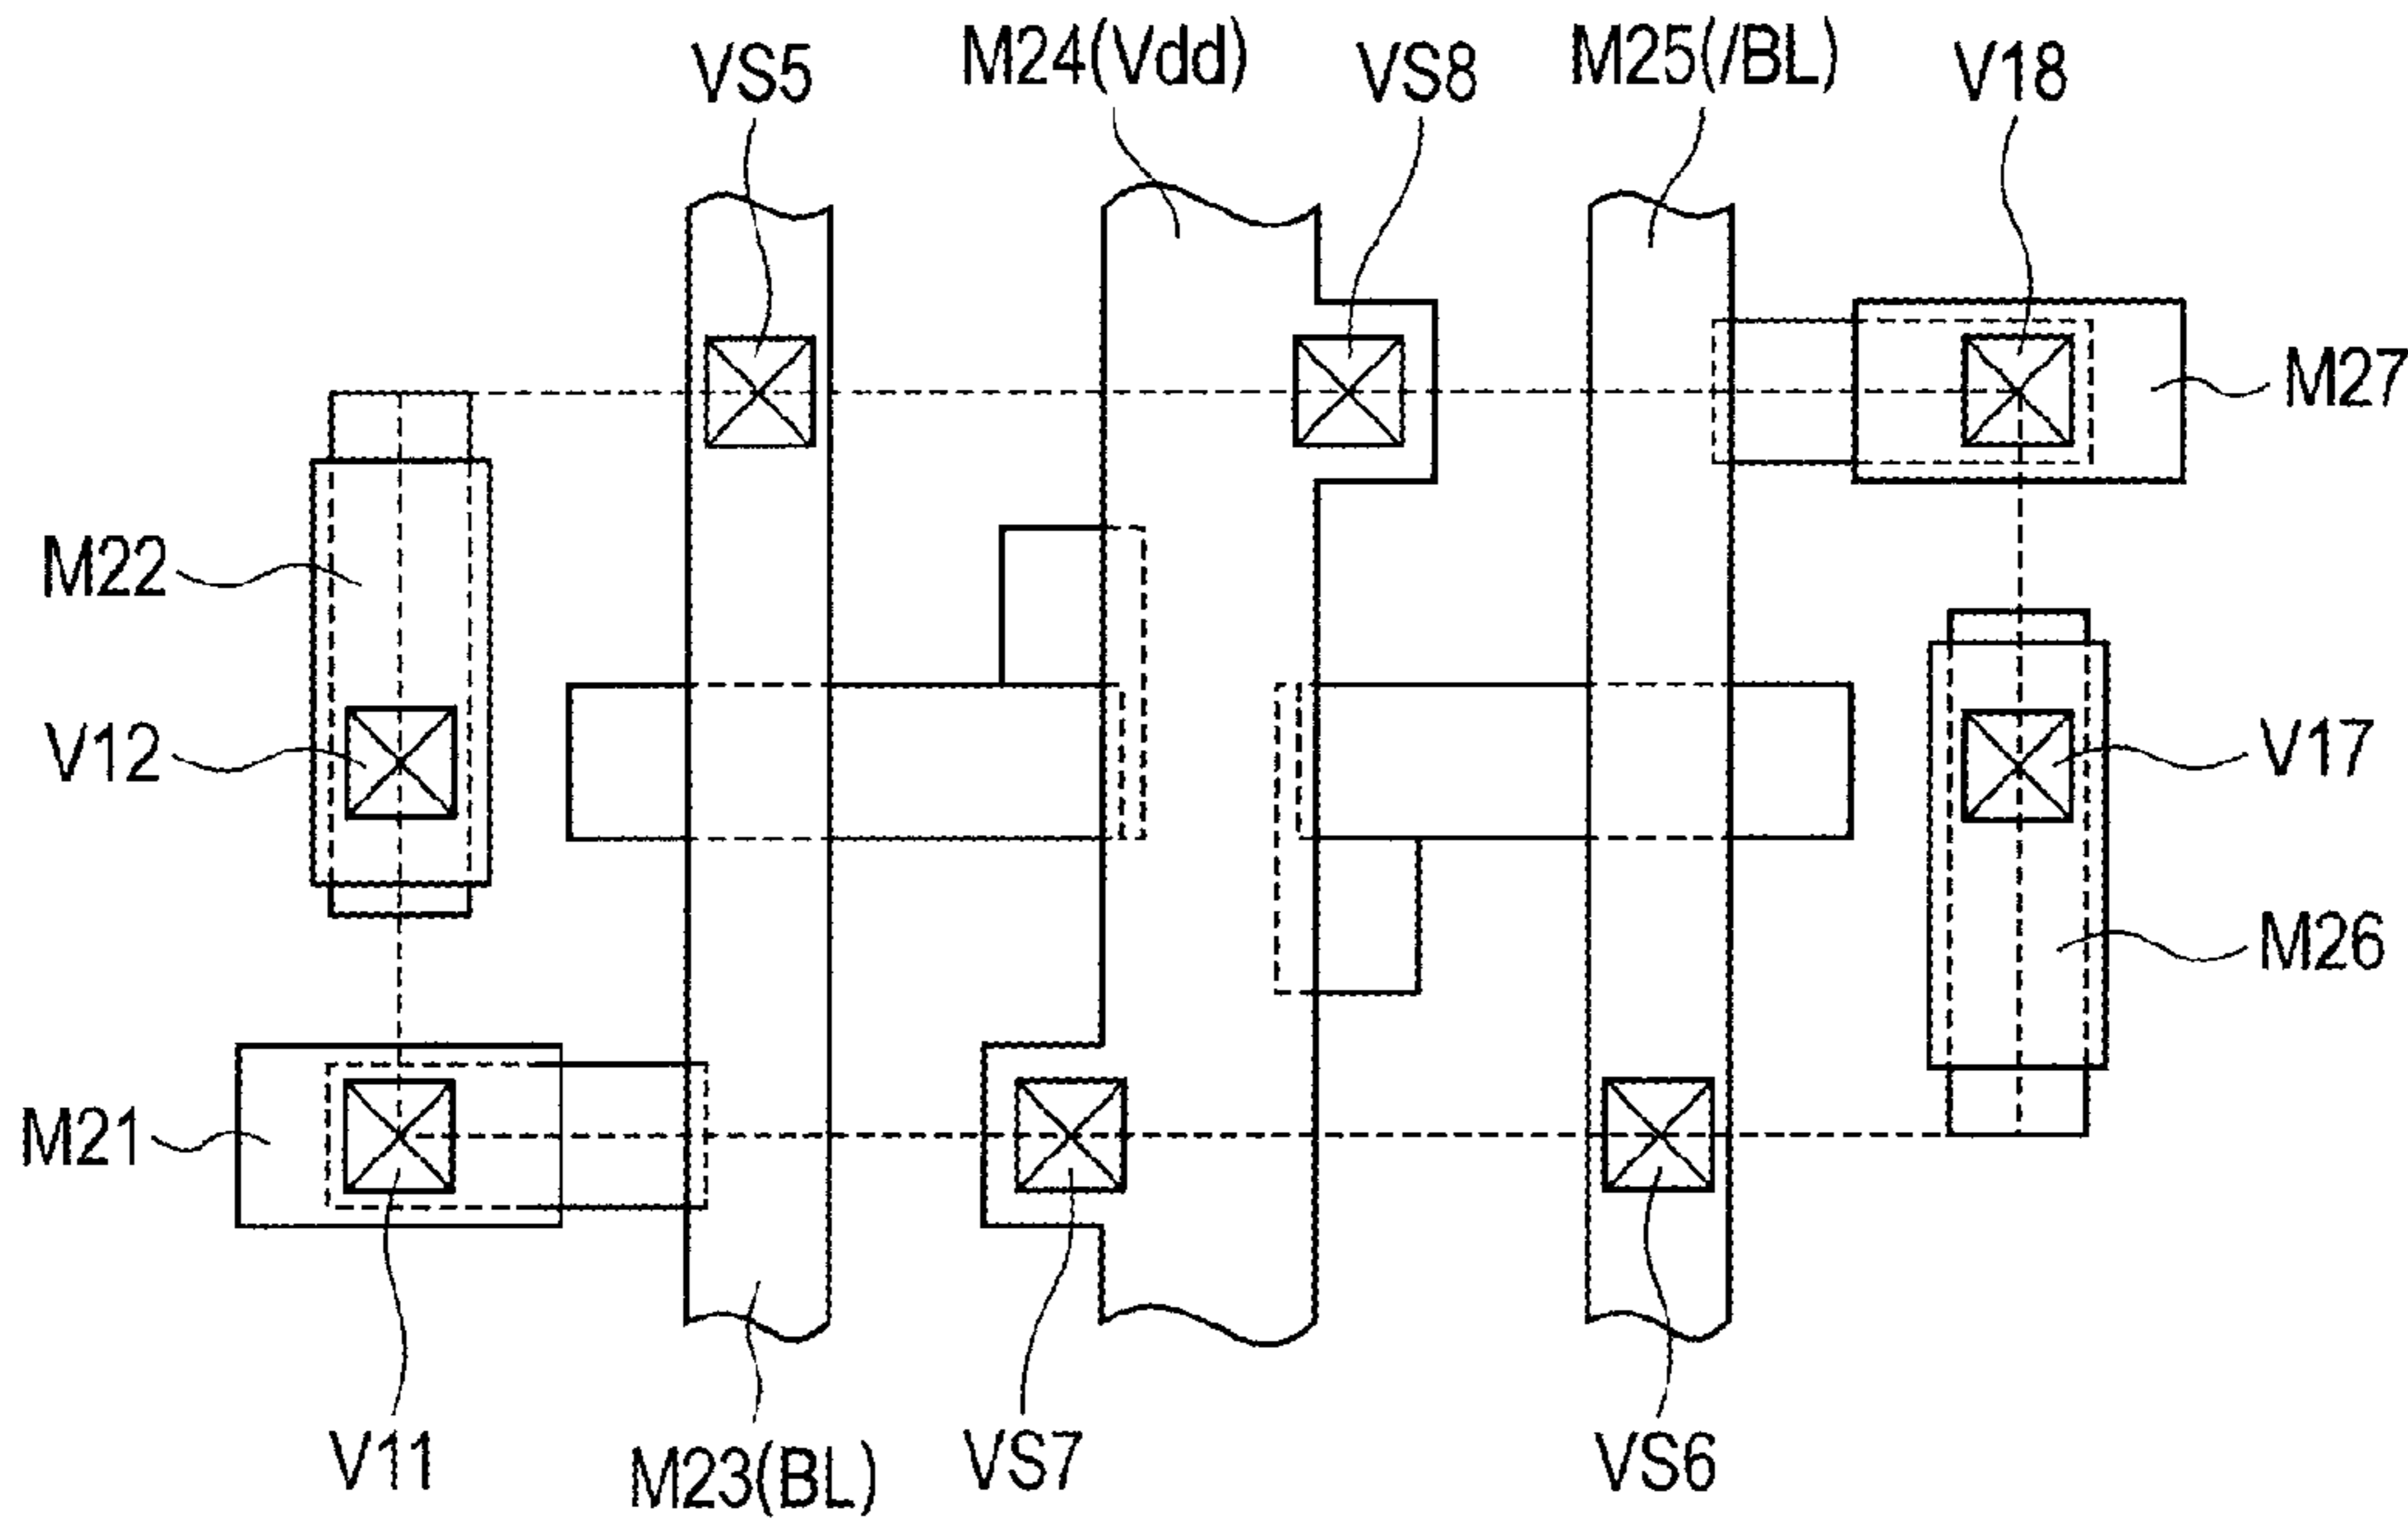 M24(Vdd)
M25(/BL)
VS5
VS8
V18
M27
M22
V12
V17
M26
M21
V11
M23(BL)
VS7
VS6